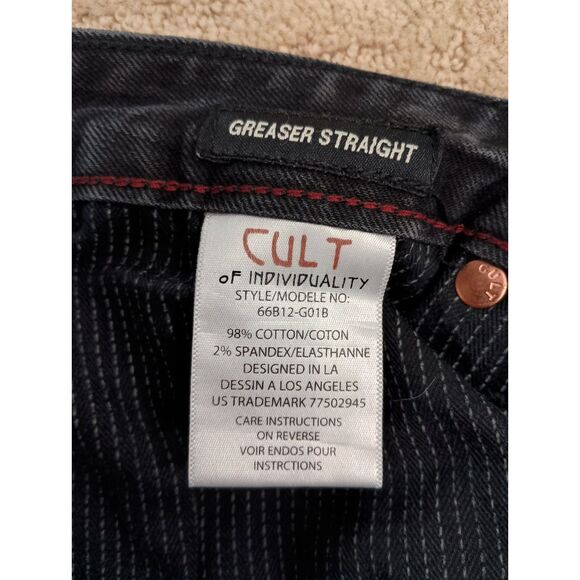 GREASER STRAIGHT
CULT
OF INDIVIDUALITY
STYLE/MODELE NO:
66B12-G01B
98% COTTON/COTON
2% SPANDEX/ELASTHANNE
DESIGNED IN LA
DESSIN A LOS ANGELES
US TRADEMARK 77502945
CARE INSTRUCTIONS
ON REVERSE
VOIR ENDOS POUR
INSTRCTIONS
CULT